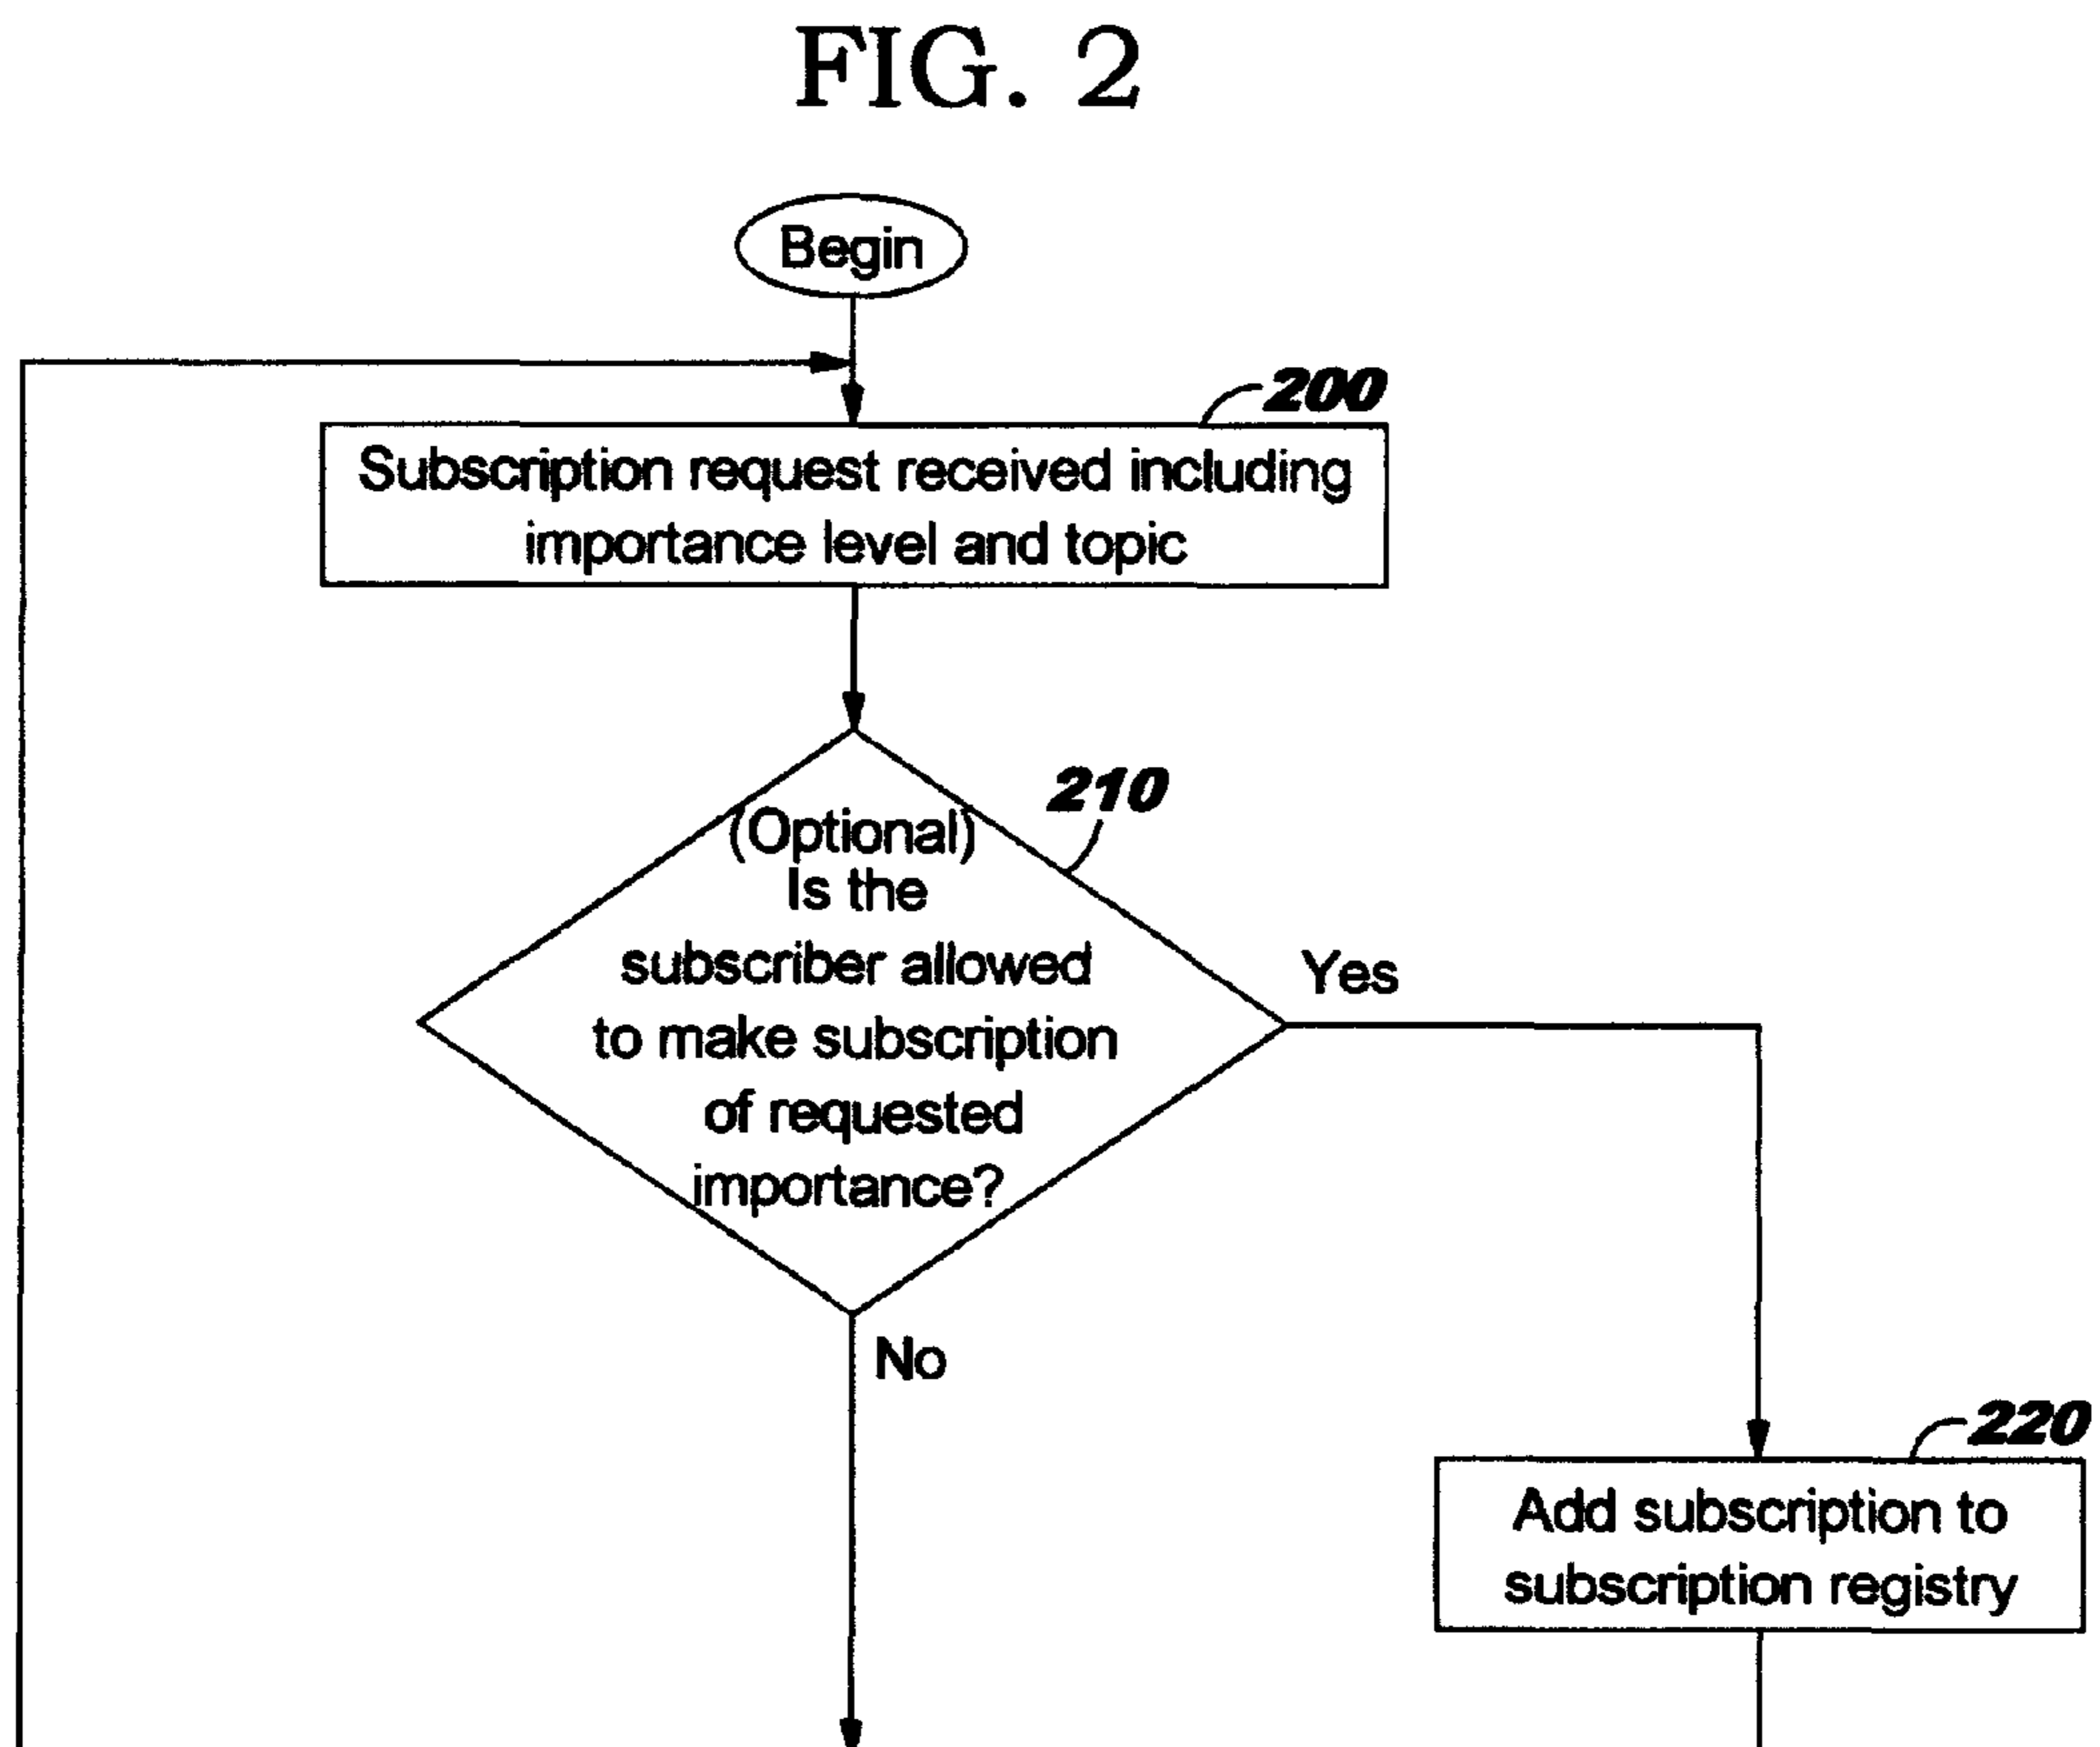 FIG. 2
Begin
200
Subscription request received including
importance level and topic
210
(Optional)
Is the
subscriber allowed
to make subscription
of requested
importance?
Yes
No
220
Add subscription to
subscription registry